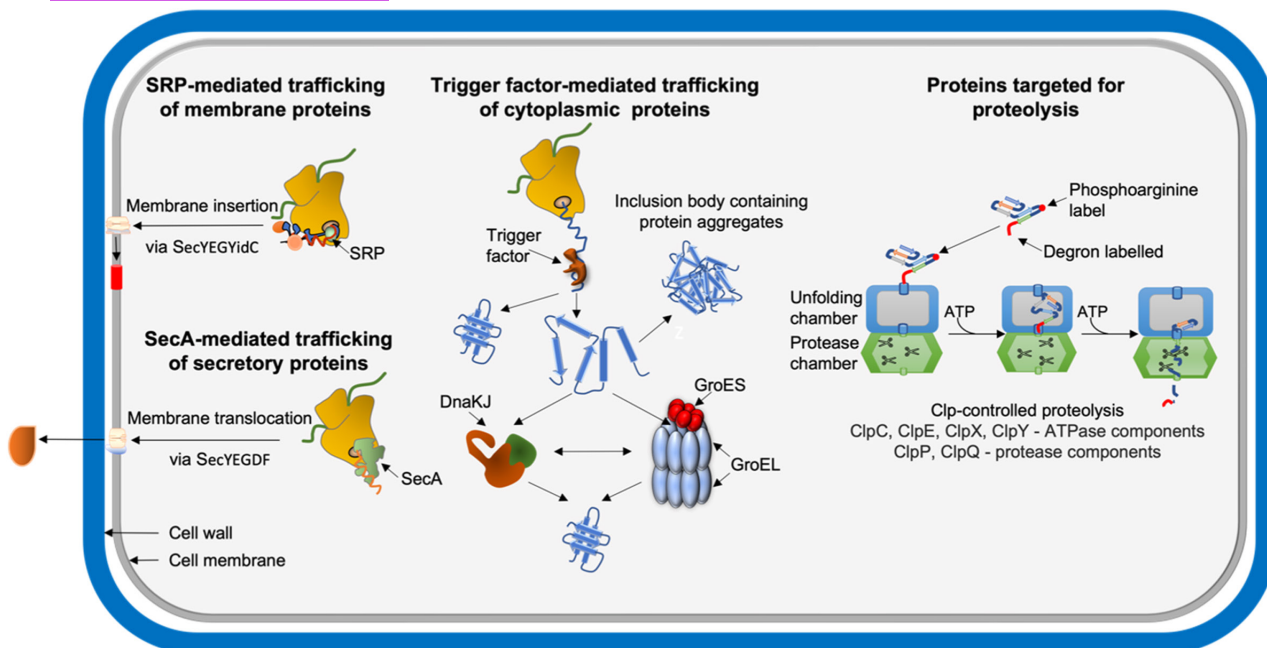 SRP-mediated trafficking
of membrane proteins
Membrane insertion
via SecYEGYidC
SRP
SecA-mediated trafficking
of secretory proteins
Membrane translocation
via SecYEGDF
SecA
Cell wall
Cell membrane
Trigger factor-mediated trafficking
of cytoplasmic proteins
Trigger
factor
Inclusion body containing
protein aggregates
Z
DnaKJ
GroES
GroEL
Proteins targeted for
proteolysis
Phosphoarginine
label
Degron labelled
Unfolding
chamber
Protease
chamber
ATP
ATP
Clp-controlled proteolysis
ClpC, ClpE, ClpX, ClpY - ATPase components
ClpP, ClpQ - protease components